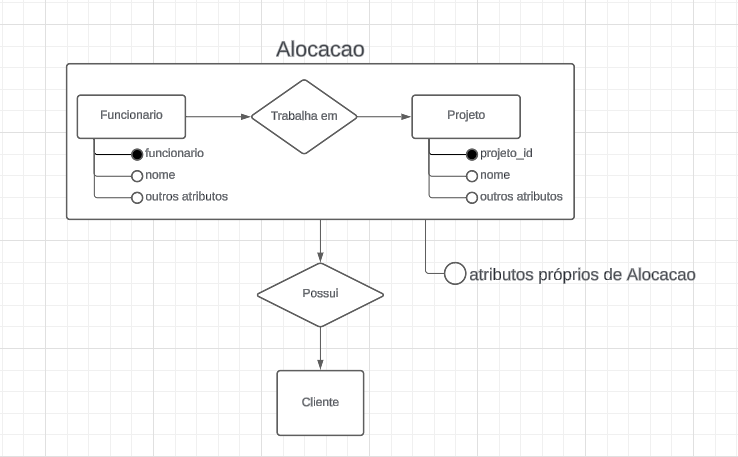 Alocacao
Funcionario
Trabalha em
Projeto
funcionario
projeto_id
nome
nome
outros atributos
outros atributos
atributos próprios de Alocacao
Possui
Cliente